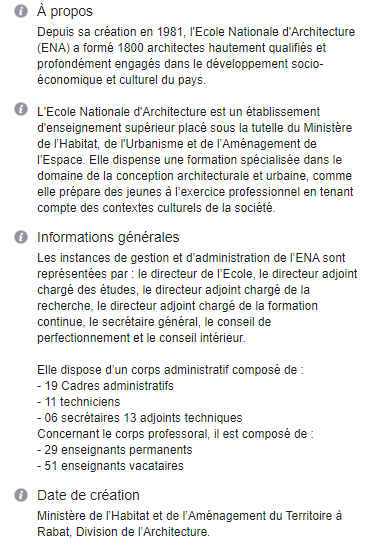 À propos
Depuis sa création en 1981, l'Ecole Nationale d'Architecture
(ENA) a formé 1800 architectes hautement qualifiés et
profondément engagés dans le développement socio-
économique et culturel du pays.
L'Ecole Nationale d'Architecture est un établissement
d'enseignement supérieur placé sous la tutelle du Ministère
de l'Habitat, de l'Urbanisme et de l'Aménagement de
l'Espace. Elle dispense une formation spécialisée dans le
domaine de la conception architecturale et urbaine, comme
elle prépare des jeunes à l'exercice professionnel en tenant
compte des contextes culturels de la société.
Informations générales
Les instances de gestion et d'administration de l'ENA sont
représentées par : le directeur de l'Ecole, le directeur adjoint
chargé des études, le directeur adjoint chargé de la
recherche, le directeur adjoint chargé de la formation
continue, le secrétaire général, le conseil de
perfectionnement et le conseil intérieur.
Elle dispose d'un corps administratif composé de :
- 19 Cadres administratifs
- 11 techniciens
- 06 secrétaires 13 adjoints techniques
Concernant le corps professoral, il est composé de :
- 29 enseignants permanents
- 51 enseignants vacataires
Date de création
Ministère de l'Habitat et de l'Aménagement du Territoire à
Rabat, Division de l'Architecture.